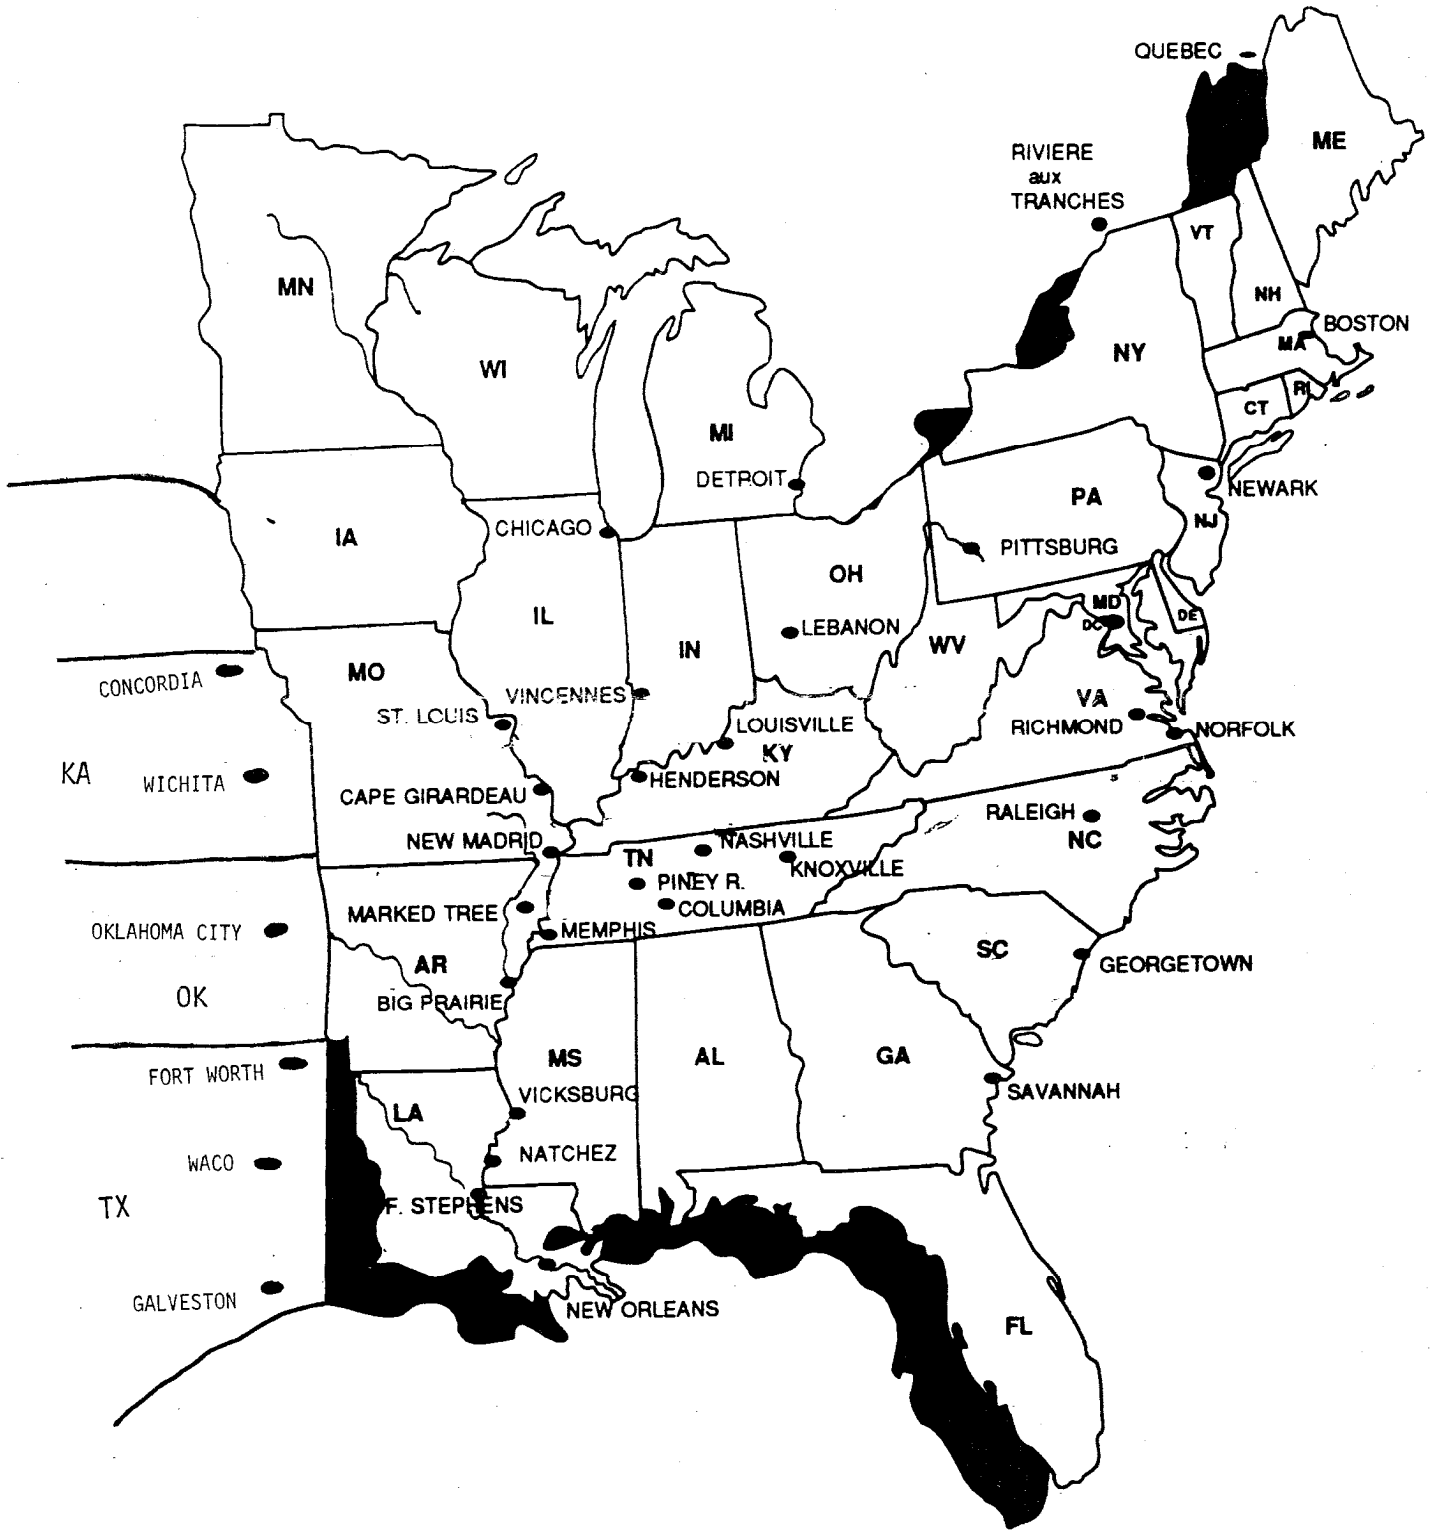 QUEBEC
ME
RIVIERE
aux
TRANCHES
VT
MN
NH
BOSTON
MA
NY
WI
RI
CT
MI
DETROIT
NEWARK
PA
NJ
CHICAGO
IA
PITTSBURG
OH
MD
DE
IL
DC
LEBANON
WV
IN
MO
CONCORDIA
VINCENNES
VA
ST. LOUIS
LOUISVILLE
RICHMOND
NORFOLK
KY
KA
WICHITA
HENDERSON
CAPE GIRARDEAU
RALEIGH
NEW MADRID
NASHVILLE
NC
TN
KNOXVILLE
PINEY R.
MARKED TREE
COLUMBIA
OKLAHOMA CITY
MEMPHIS
SC
AR
GEORGETOWN
OK
BIG PRAIRIE
MS
AL
GA
FORT WORTH
VICKSBURG
SAVANNAH
LA
NATCHEZ
WACO
F. STEPHENS
TX
GALVESTON
NEW ORLEANS
FL